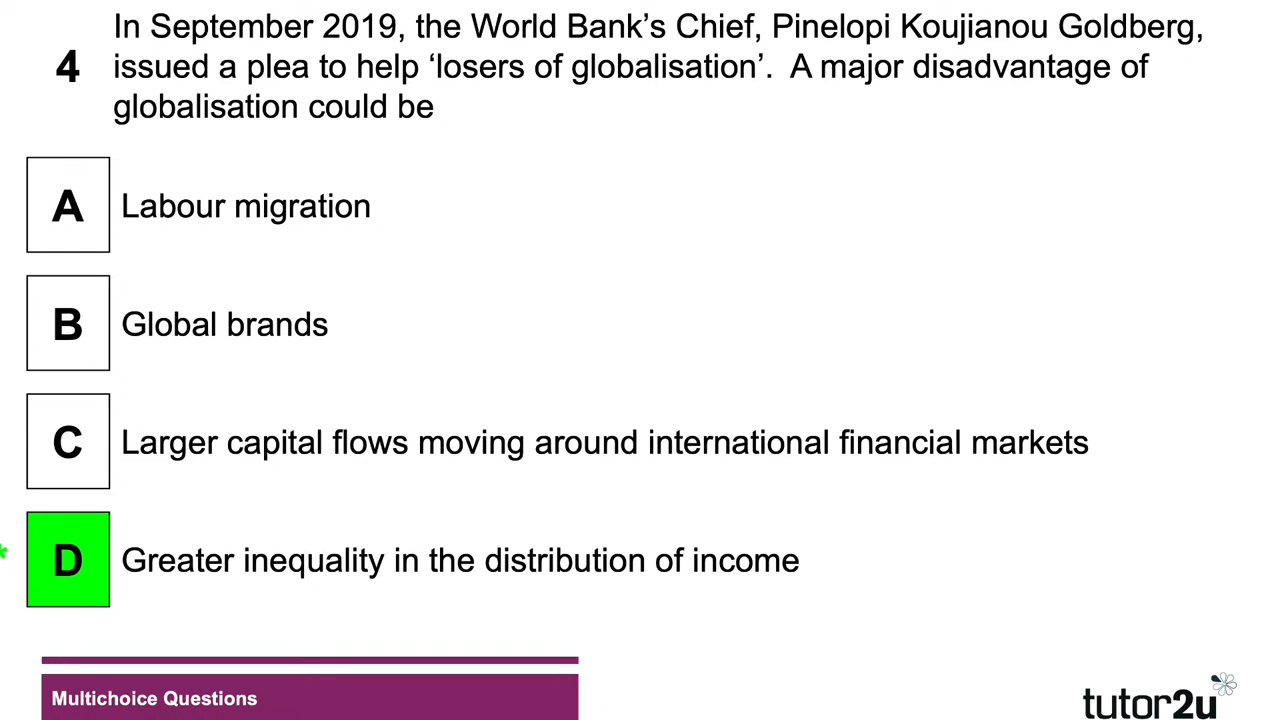 In September 2019, the World Bank’s Chief, Pinelopi Koujianou Goldberg,
4 issued a plea to help ‘losers of globalisation’.  A major disadvantage of
globalisation could be
A Labour migration
B Global brands
C Larger capital flows moving around international financial markets
* D Greater inequality in the distribution of income
Multichoice Questions
tutor2u